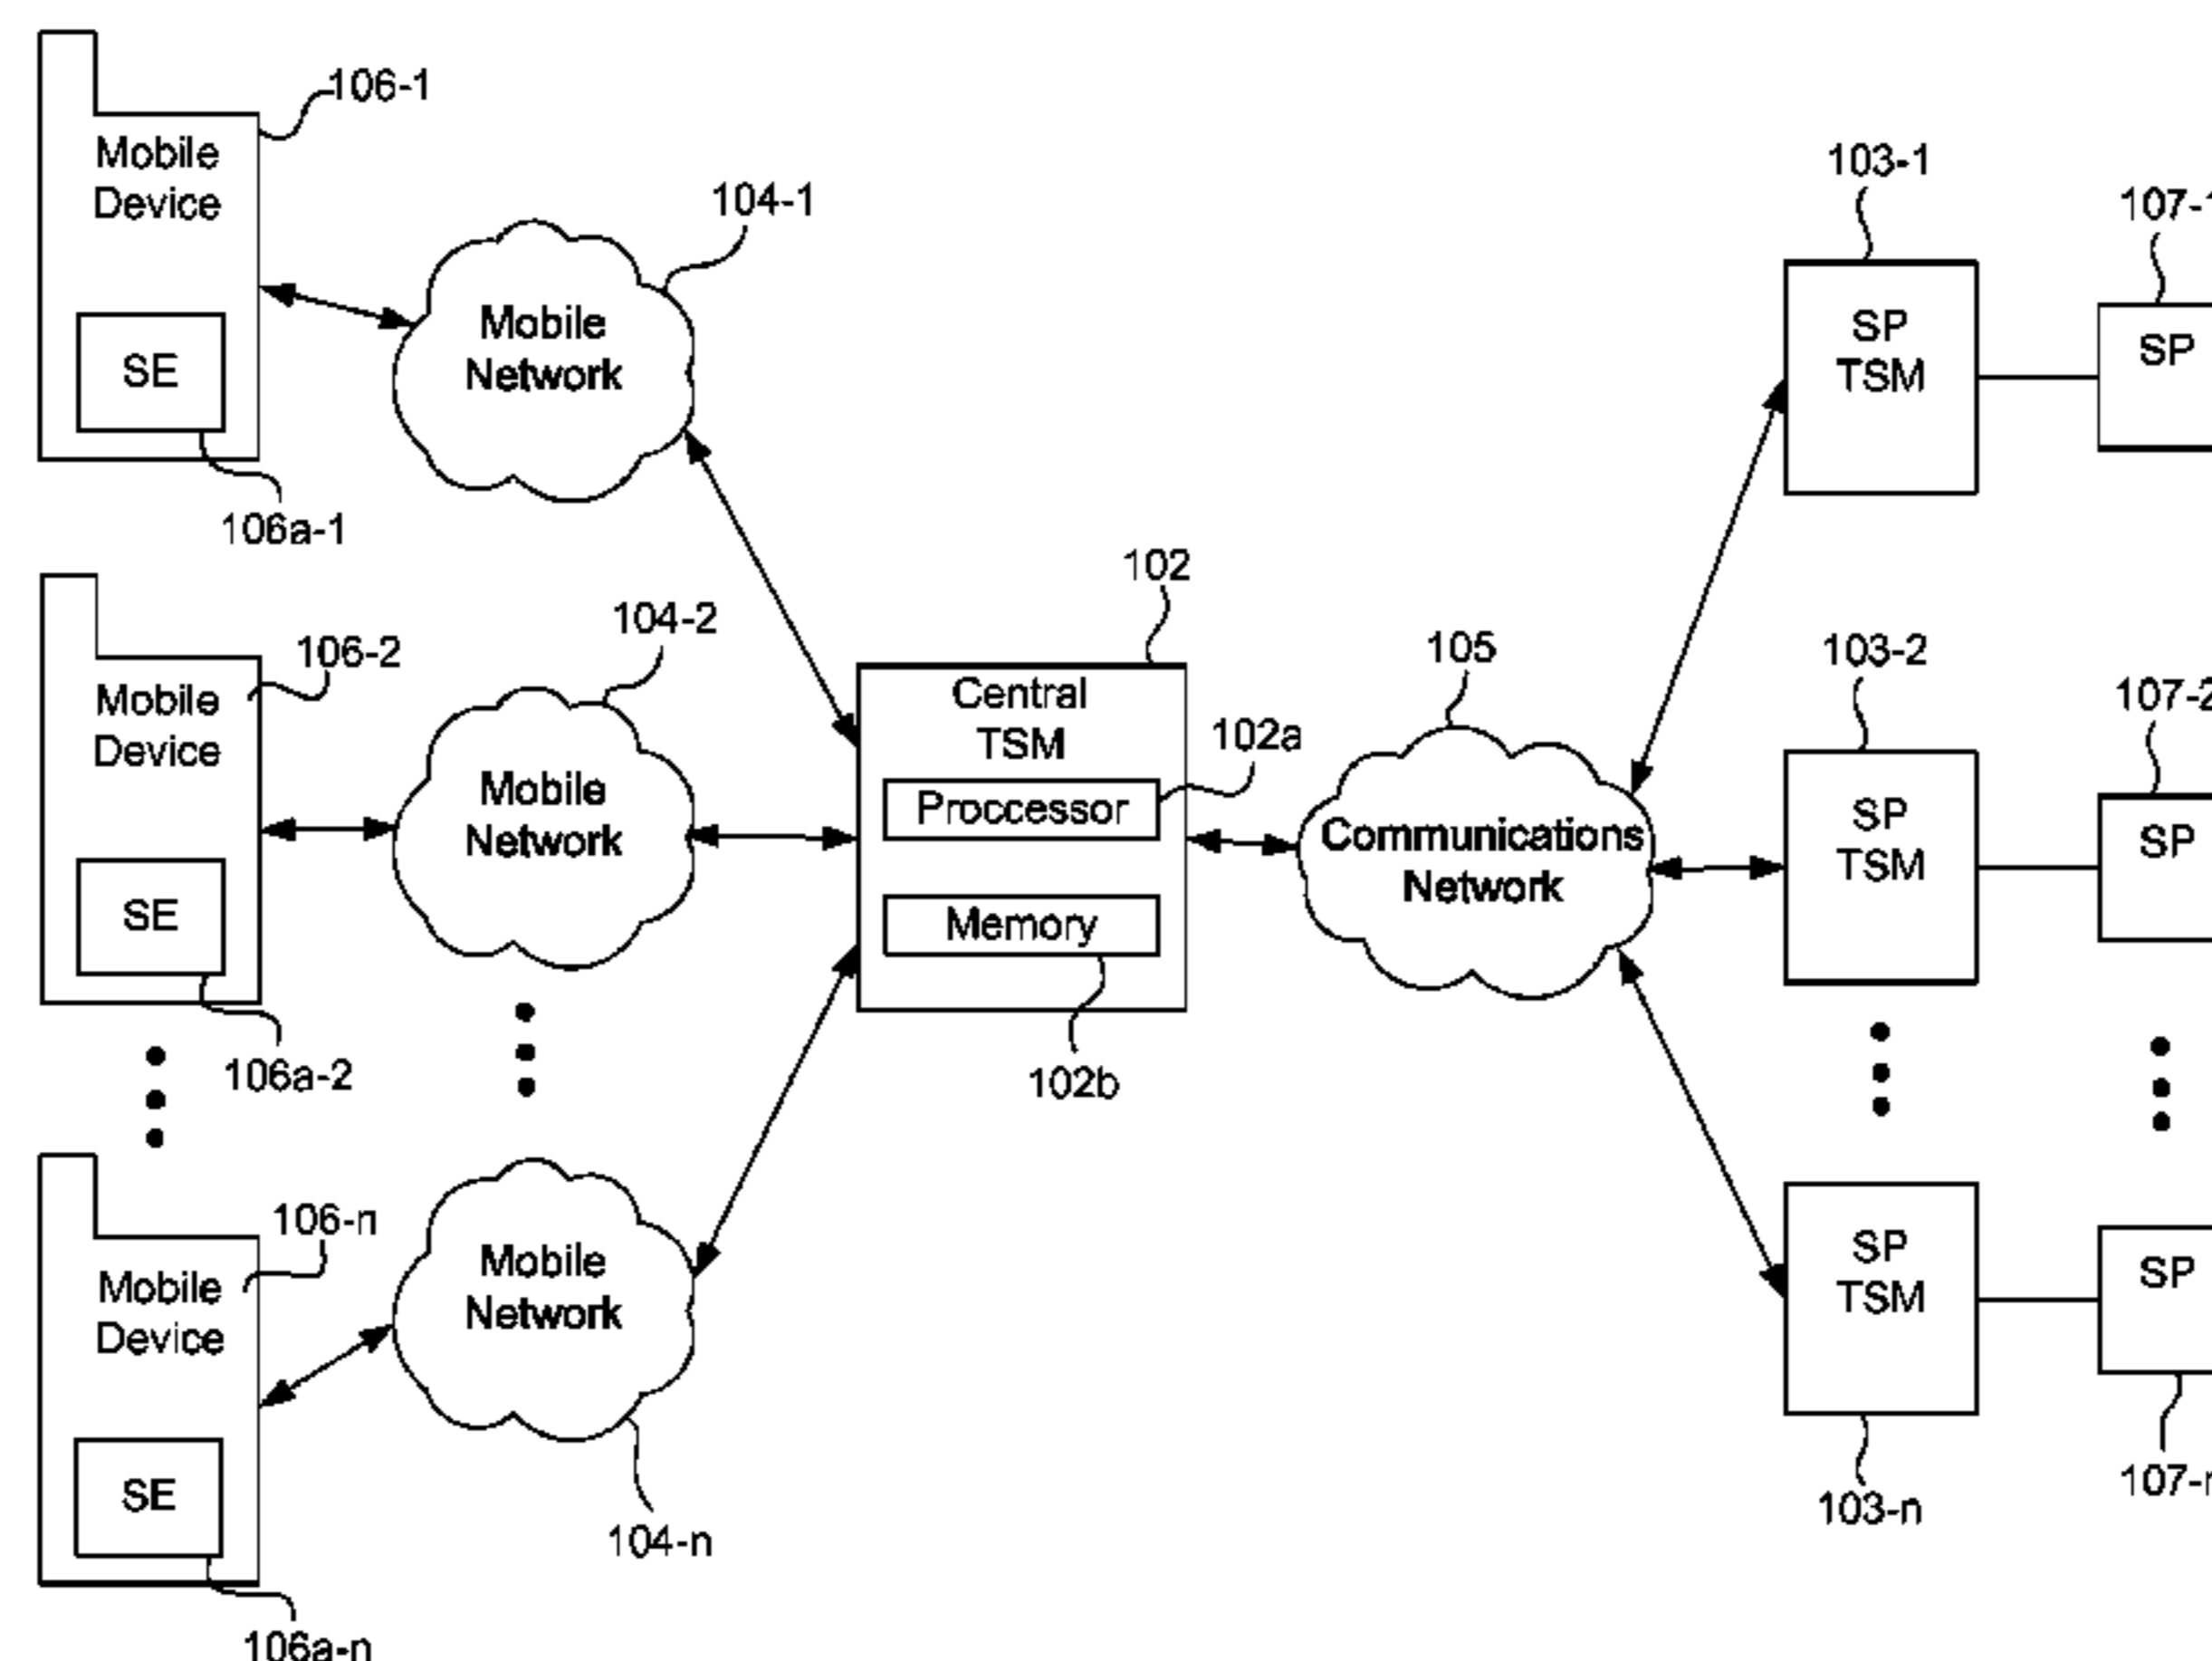 106-1
Mobile
Device
SE
106a-1
104-1
Mobile
Network
106-2
Mobile
Device
SE
106a-2
104-2
Mobile
Network
106-n
Mobile
Device
SE
106a-n
Mobile
Network
104-n
102
Central
TSM
102a
Proccessor
Memory
102b
105
Communications
Network
103-1
SP
TSM
107-1
SP
103-2
SP
TSM
107-2
SP
SP
TSM
103-n
SP